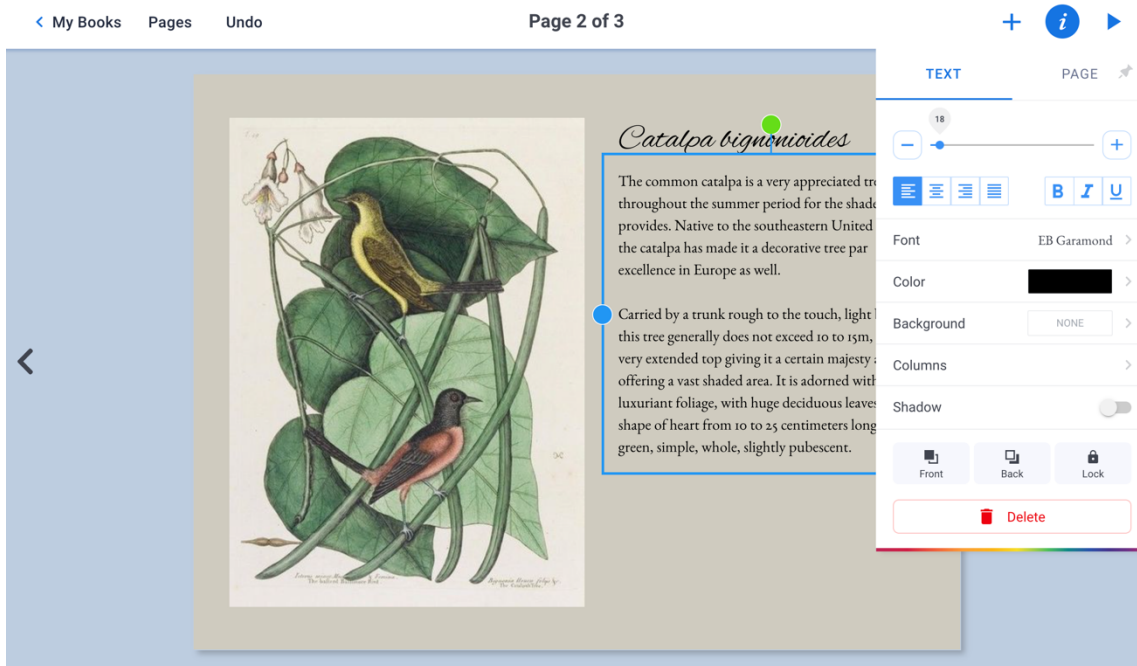 My Books Pages Undo Page 2 of 3
TEXT PAGE
18
Catalpa bignonioides
The common catalpa is a very appreciated tre
throughout the summer period for the shade
provides. Native to the southeastern United
the catalpa has made it a decorative tree par
excellence in Europe as well.
Carried by a trunk rough to the touch, light
this tree generally does not exceed 10 to 15m,
very extended top giving it a certain majesty
offering a vast shaded area. It is adorned with
luxuriant foliage, with huge deciduous leaves
shape of heart from 10 to 25 centimeters long
green, simple, whole, slightly pubescent.
B I U
Font EB Garamond
Color
Background NONE
Columns
Shadow
Front Back Lock
Delete